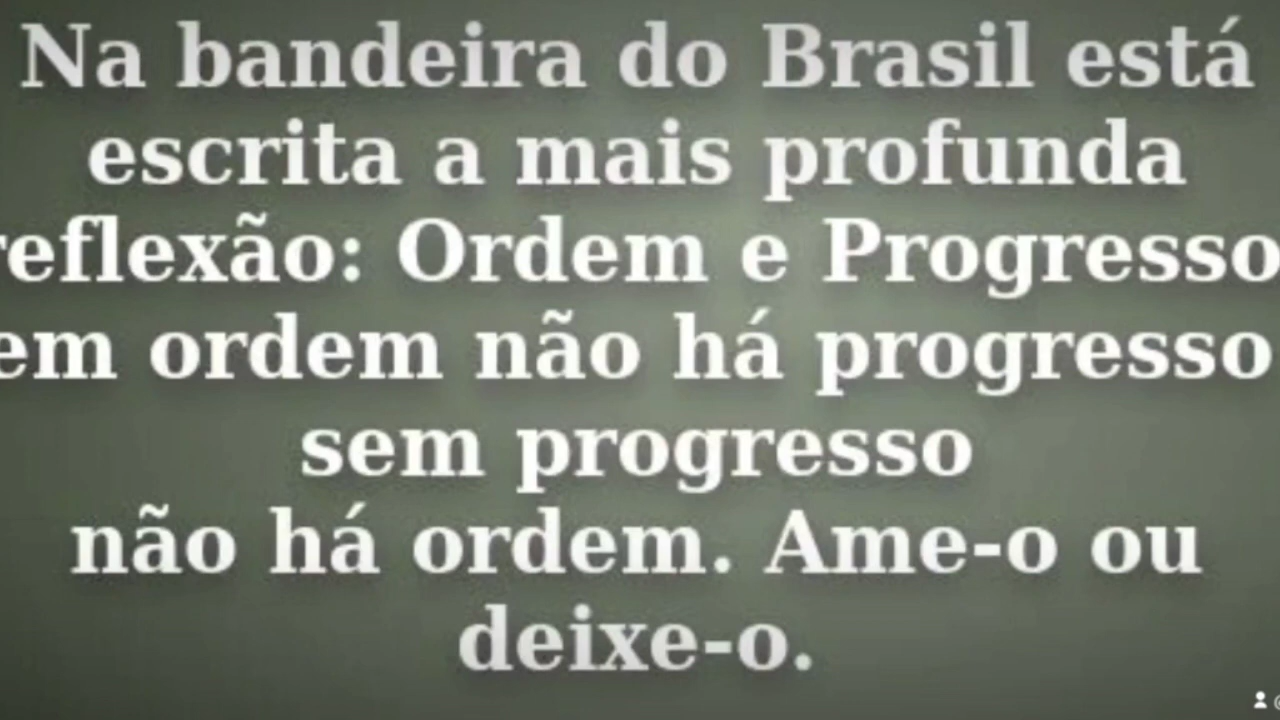 Na bandeira do Brasil está
escrita a mais profunda
reflexão: Ordem e Progresso
em ordem não há progresso
sem progresso
não há ordem. Ame-o ou
deixe-o.